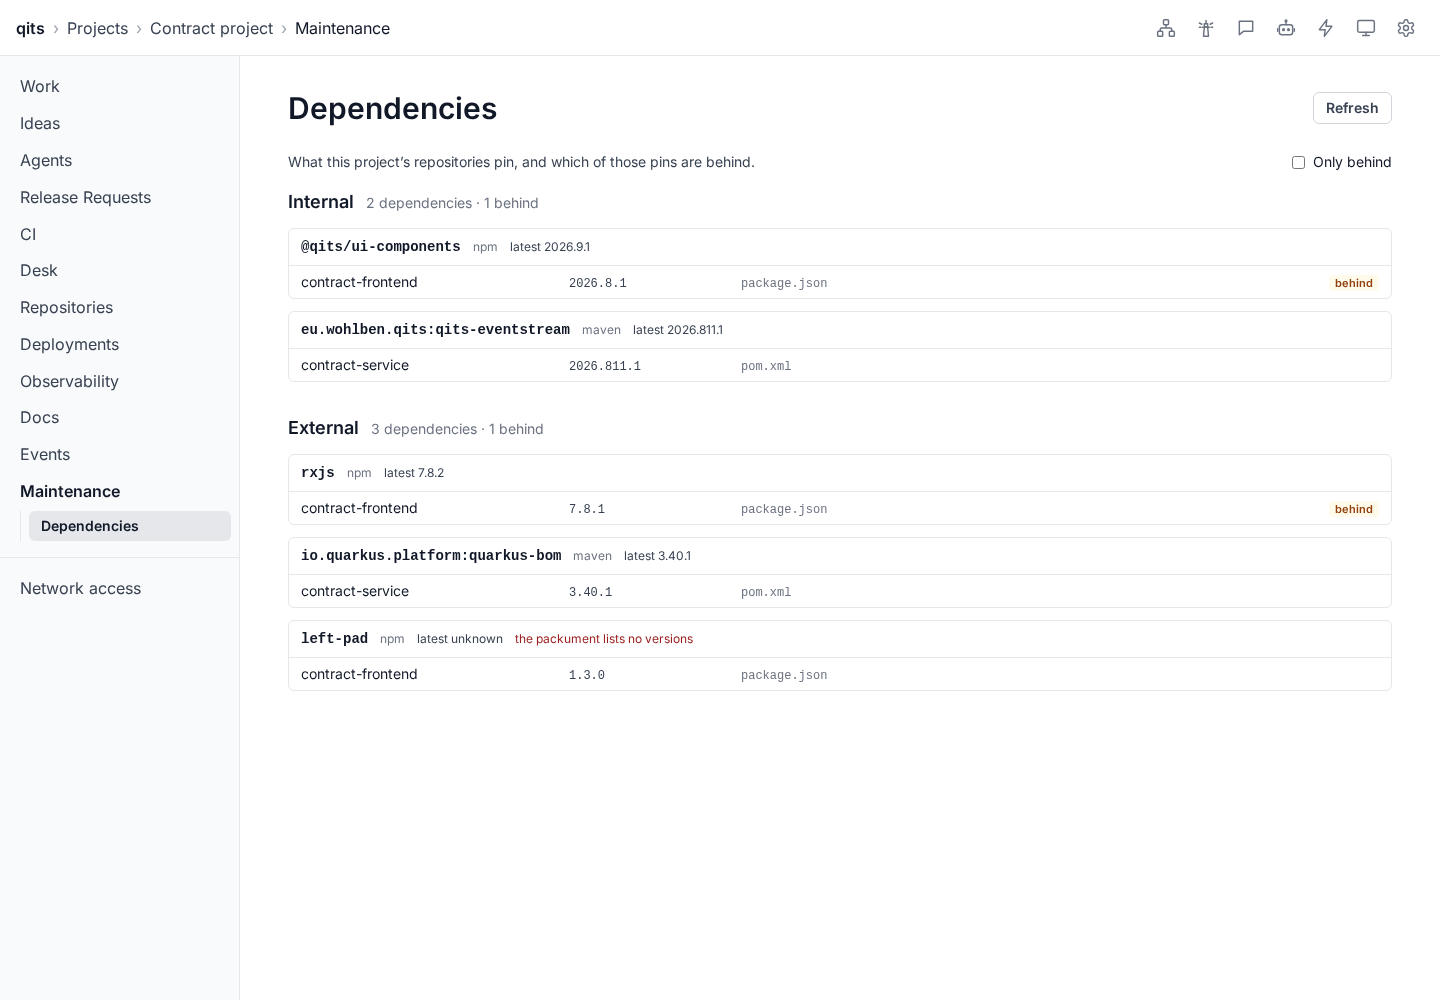 qits › Projects › Contract project › Maintenance
Work
Ideas
Agents
Release Requests
CI
Desk
Repositories
Deployments
Observability
Docs
Events
Maintenance
Dependencies
Network access
Dependencies
Refresh
What this project’s repositories pin, and which of those pins are behind.
Only behind
Internal 2 dependencies · 1 behind
@qits/ui-components npm latest 2026.9.1
contract-frontend 2026.8.1 package.json behind
eu.wohlben.qits:qits-eventstream maven latest 2026.811.1
contract-service 2026.811.1 pom.xml
External 3 dependencies · 1 behind
rxjs npm latest 7.8.2
contract-frontend 7.8.1 package.json behind
io.quarkus.platform:quarkus-bom maven latest 3.40.1
contract-service 3.40.1 pom.xml
left-pad npm latest unknown the packument lists no versions
contract-frontend 1.3.0 package.json